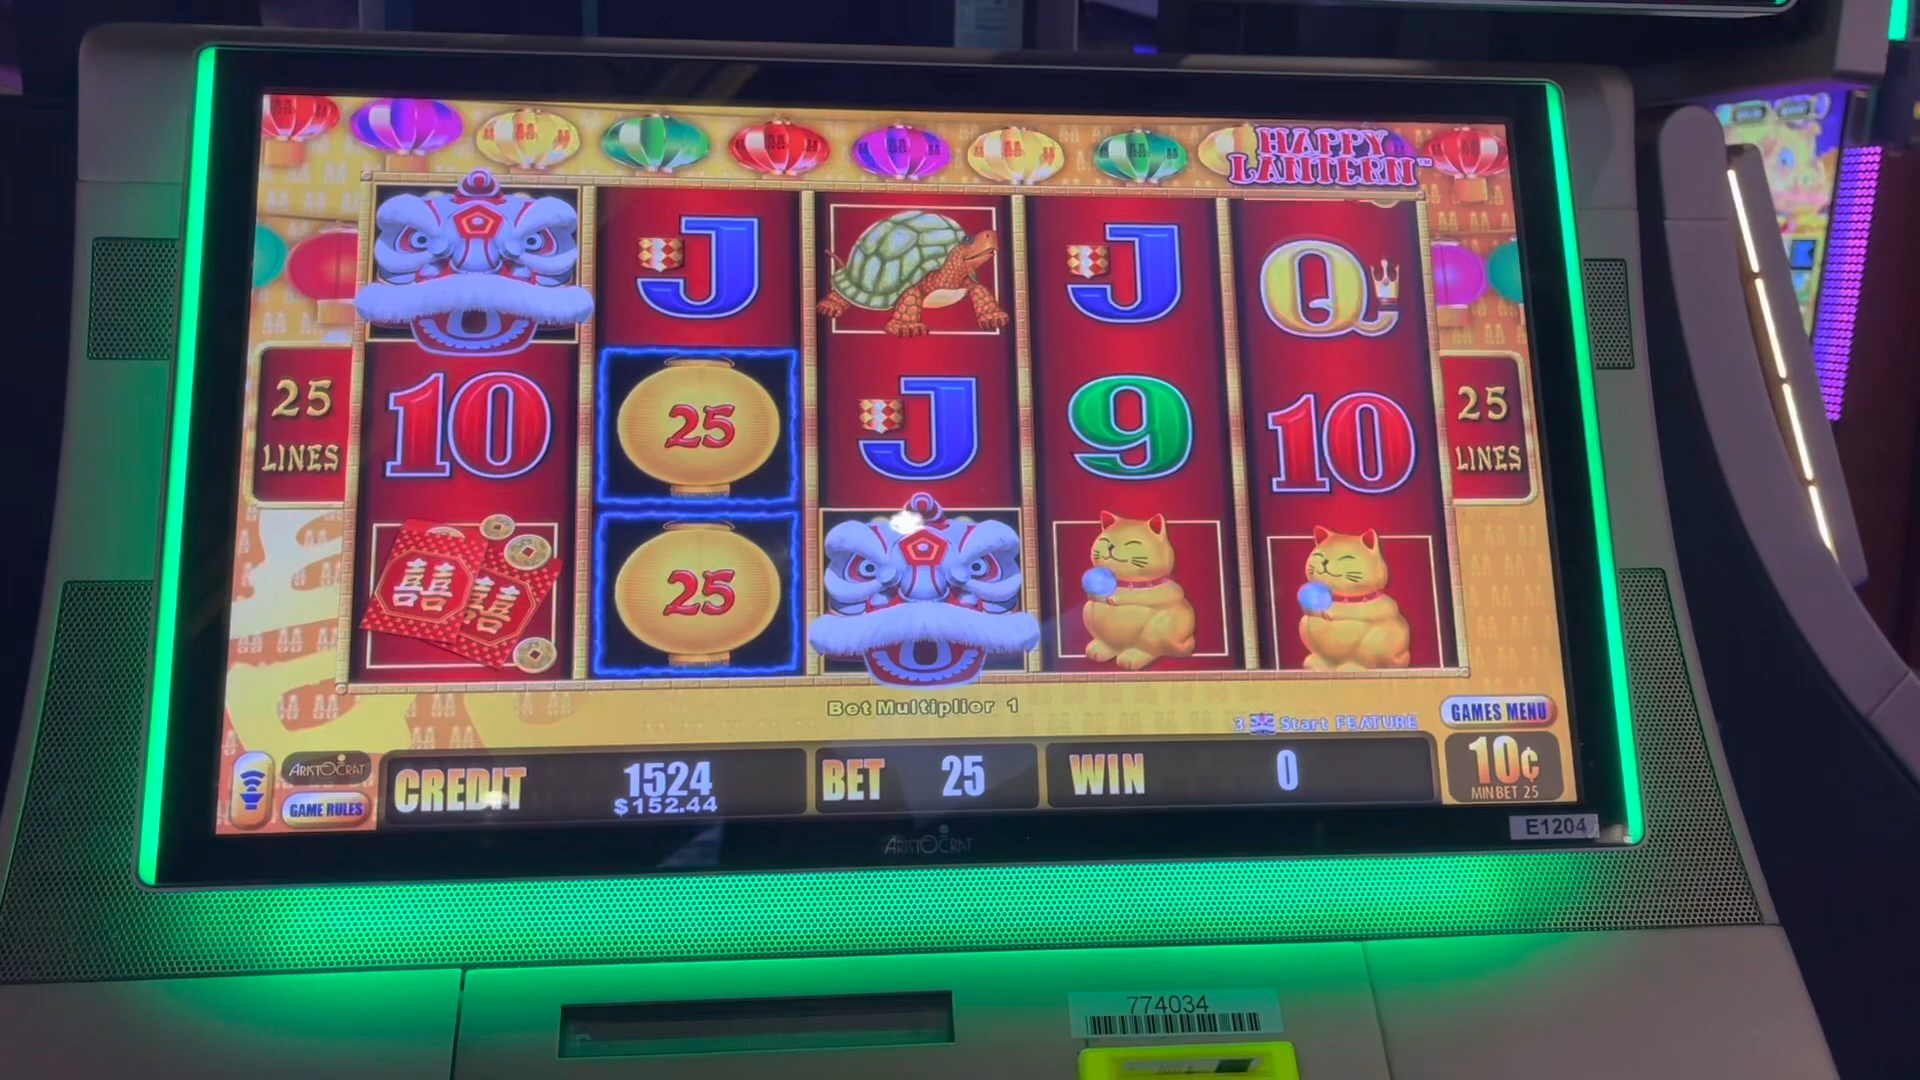 HAPPY
LANTERN™
J
J
Q
25
LINES
10
25
J
9
10
25
LINES
囍
囍
25
Bet Multiplier 1
3 Start FEATURE
GAMES MENU
ARISTOCRAT
GAME RULES
CREDIT 1524
$152.44
BET 25
WIN 0
10¢
MIN BET 25
E1204
ARISTOCRAT
774034